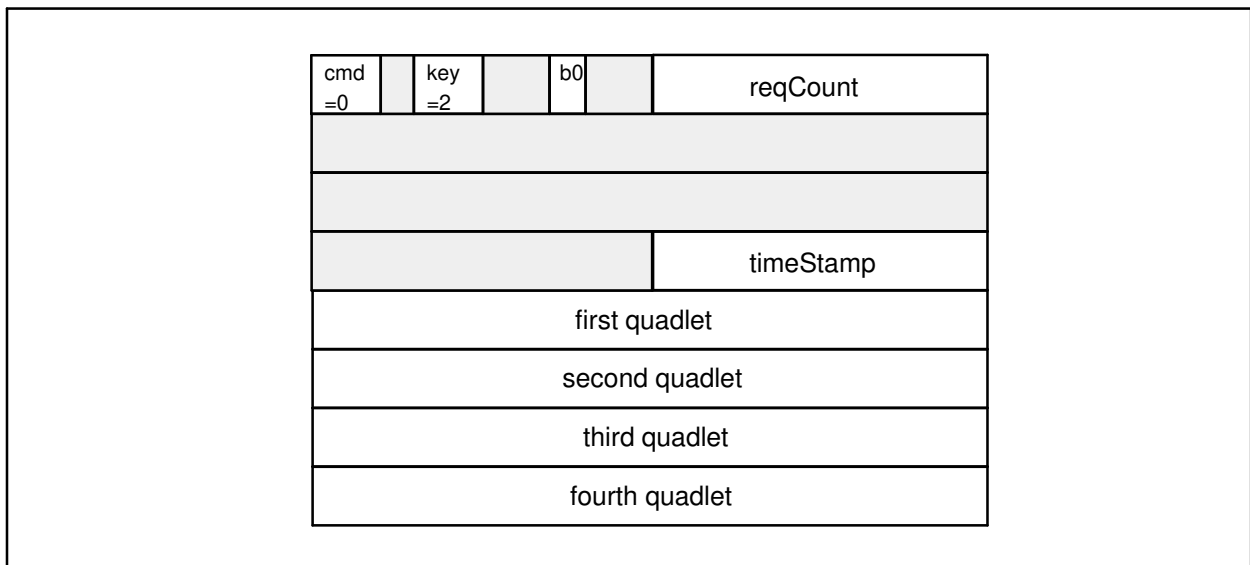 cmd key b0 reqCount
=0 =2
timeStamp
first quadlet
second quadlet
third quadlet
fourth quadlet